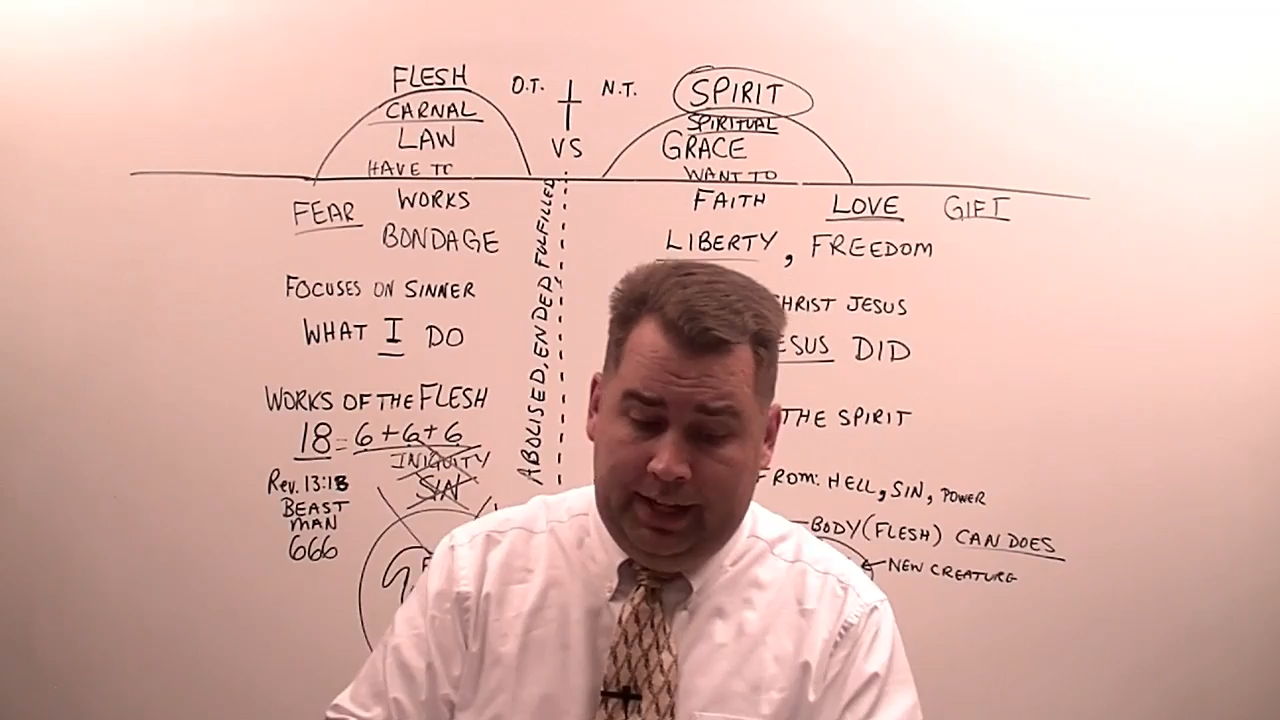 FLESH
CARNAL
LAW
HAVE TO
O.T.
N.T.
VS
SPIRIT
SPIRITUAL
GRACE
WANT TO
FEAR
WORKS
BONDAGE
FOCUSES ON SINNER
WHAT I DO
WORKS OF THE FLESH
18=6+6+6
INIQUITY
SIN
Rev. 13:18
BEAST
MAN
666
ABOLISED, ENDED FULFILLED
FAITH
LOVE GIFT
LIBERTY, FREEDOM
CHRIST JESUS
ESUS DID
THE SPIRIT
FROM: HELL, SIN, POWER
BODY (FLESH) CAN DOES
NEW CREATURE